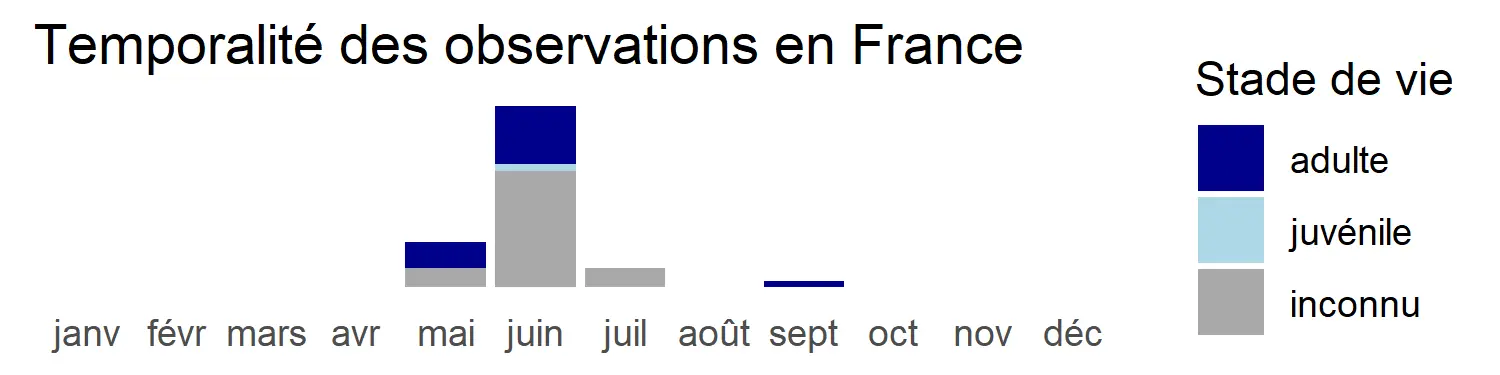 Temporalité des observations en France
Stade de vie
adulte
juvénile
inconnu
janv févr mars avr mai juin juil août sept oct nov déc